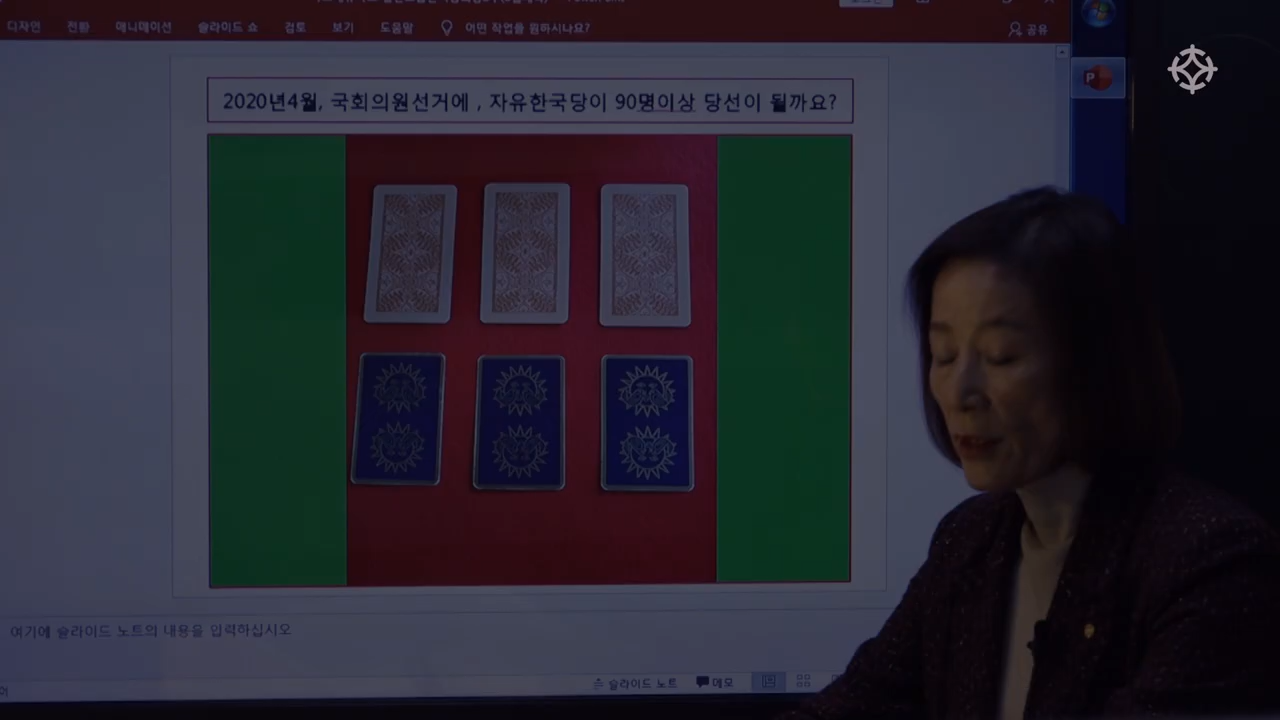 디자인 전환 애니메이션 슬라이드 쇼 검토 보기 도움말 어떤 작업을 원하시나요? 공유
P
2020년4월, 국회의원선거에 , 자유한국당이 90명이상 당선이 될까요?
여기에 슬라이드 노트의 내용을 입력하십시오
슬라이드 노트 메모